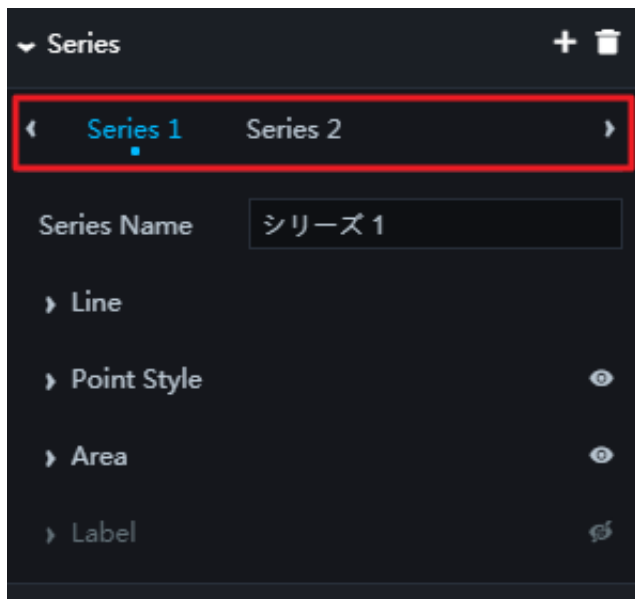 Series
Series 1 Series 2
Series Name シリーズ 1
Line
Point Style
Area
Label